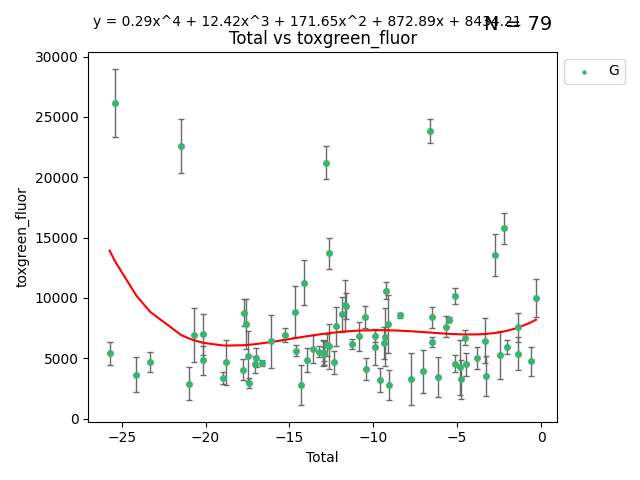 y = 0.29x^4 + 12.42x^3 + 171.65x^2 + 872.89x + 8434.21
N = 79
Total vs toxgreen_fluor
G
30000
25000
20000
15000
10000
5000
0
toxgreen_fluor
−25 −20 −15 −10 −5 0
Total